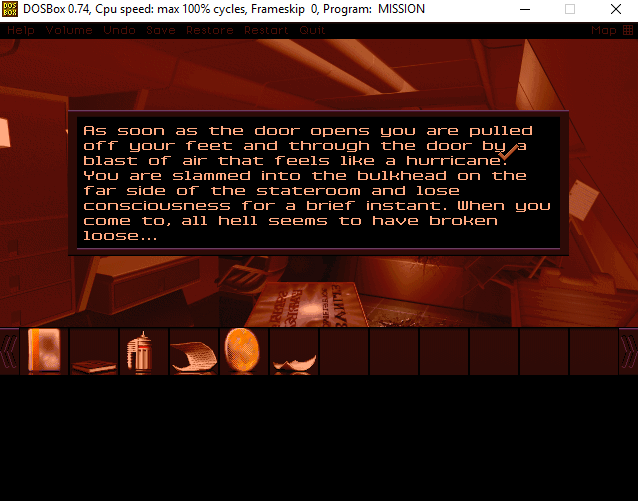 DOSBox 0.74, Cpu speed: max 100% cycles, Frameskip 0, Program: MISSION
Help Volume Undo Save Restore Restart Quit Map
As soon as the door opens you are pulled
off your feet and through the door by a
blast of air that feels like a hurricane.
You are slammed into the bulkhead on the
far side of the stateroom and lose
consciousness for a brief instant. When you
come to, all hell seems to have broken
loose...